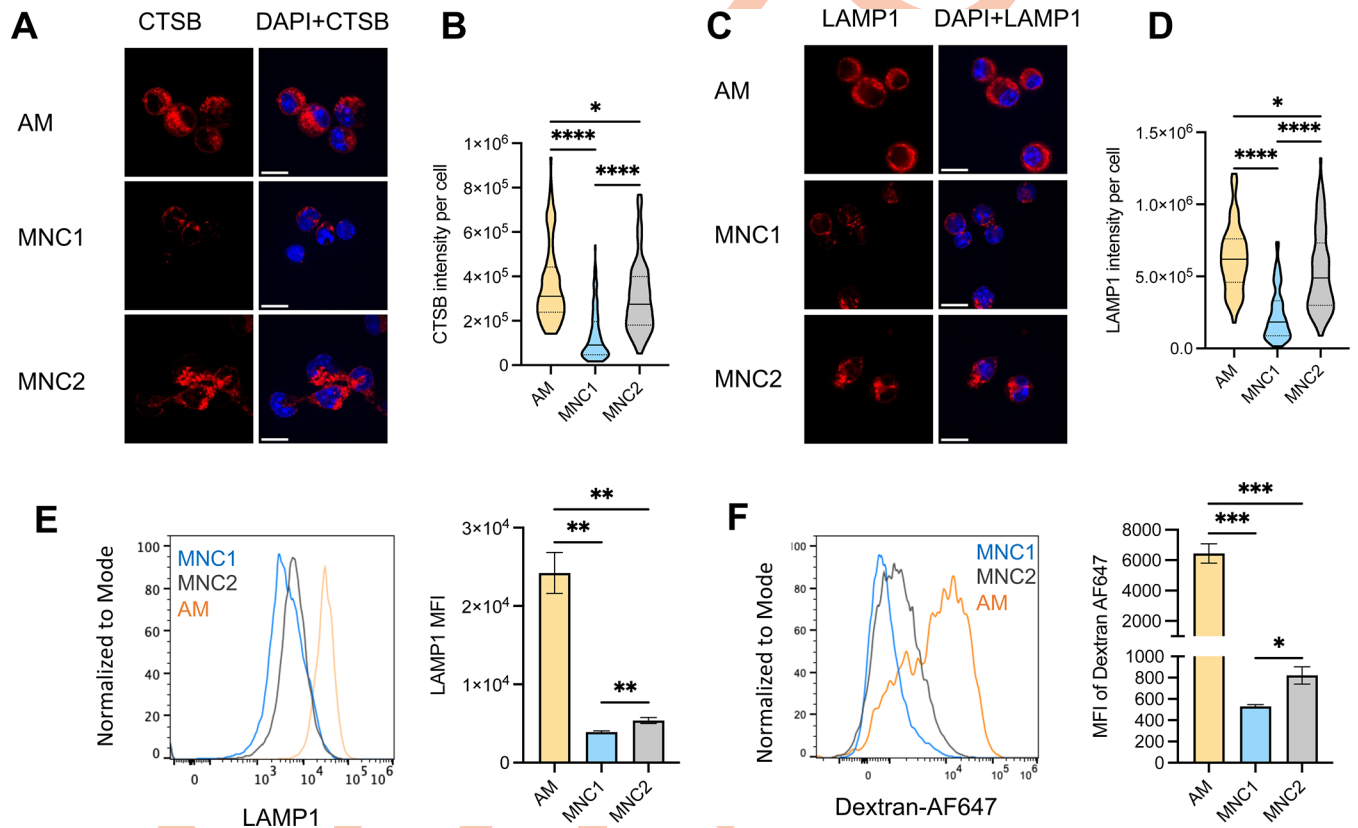 A
CTSB
DAPI+CTSB
AM
MNC1
MNC2
B
*
****
****
1×10⁶
8×10⁵
6×10⁵
4×10⁵
2×10⁵
0
CTSB intensity per cell
AM
MNC1
MNC2
C
LAMP1
DAPI+LAMP1
AM
MNC1
MNC2
D
*
****
****
1.5×10⁶
1.0×10⁶
5.0×10⁵
0.0
LAMP1 intensity per cell
AM
MNC1
MNC2
E
Normalized to Mode
100
80
60
40
20
0
MNC1
MNC2
AM
0
10³
10⁴
10⁵
10⁶
LAMP1
**
**
**
3×10⁴
2×10⁴
1×10⁴
0
LAMP1 MFI
AM
MNC1
MNC2
F
Normalized to Mode
100
80
60
40
20
0
MNC1
MNC2
AM
0
10⁴
10⁵
10⁶
Dextran-AF647
***
***
*
8000
6000
4000
2000
1000
800
600
400
200
0
MFI of Dextran AF647
AM
MNC1
MNC2